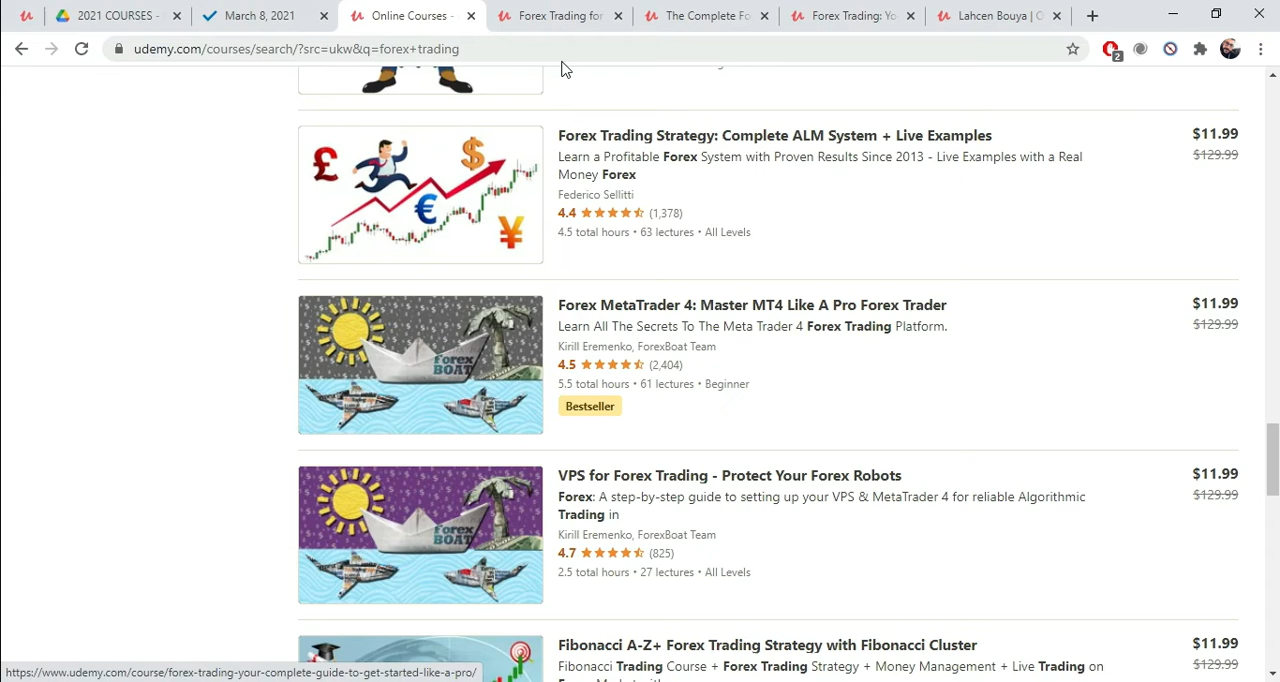 2021 COURSES -
March 8, 2021
Online Courses -
Forex Trading for
The Complete Fo
Forex Trading: Yo
Lahcen Bouya | O
udemy.com/courses/search/?src=ukw&q=forex+trading
2
Forex Trading Strategy: Complete ALM System + Live Examples
$11.99
Learn a Profitable Forex System with Proven Results Since 2013 - Live Examples with a Real
$129.99
Money Forex
Federico Sellitti
4.4 (1,378)
4.5 total hours • 63 lectures • All Levels
Forex MetaTrader 4: Master MT4 Like A Pro Forex Trader
$11.99
Learn All The Secrets To The Meta Trader 4 Forex Trading Platform.
$129.99
Kirill Eremenko, ForexBoat Team
4.5 (2,404)
5.5 total hours • 61 lectures • Beginner
Bestseller
Forex
BOAT
VPS for Forex Trading - Protect Your Forex Robots
$11.99
Forex: A step-by-step guide to setting up your VPS & MetaTrader 4 for reliable Algorithmic
$129.99
Trading in
Kirill Eremenko, ForexBoat Team
4.7 (825)
2.5 total hours • 27 lectures • All Levels
Forex
BOAT
Fibonacci A-Z+ Forex Trading Strategy with Fibonacci Cluster
$11.99
Fibonacci Trading Course + Forex Trading Strategy + Money Management + Live Trading on
$129.99
https://www.udemy.com/course/forex-trading-your-complete-guide-to-get-started-like-a-pro/